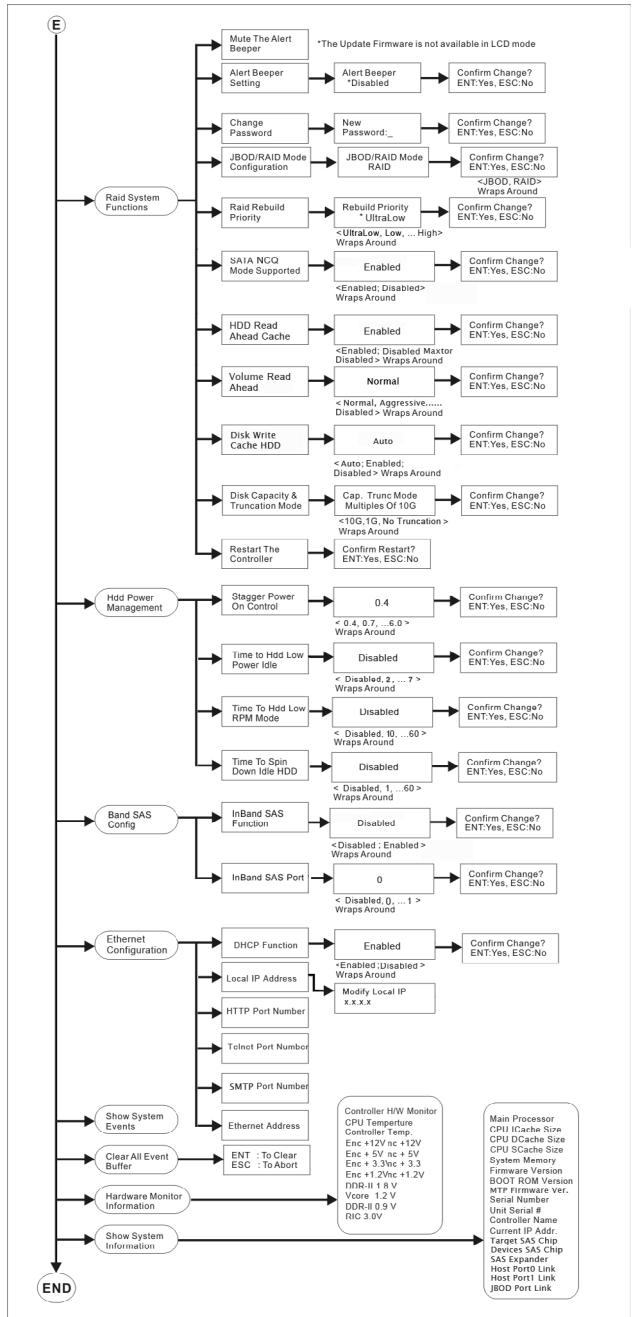 E
Mute The Alert
Beeper
*The Update Firmware is not available in LCD mode
Alert Beeper
Setting
Alert Beeper
*Disabled
Confirm Change?
ENT:Yes, ESC:No
Change
Password
New
Password:_
Confirm Change?
ENT:Yes, ESC:No
JBOD/RAID Mode
Configuration
JBOD/RAID Mode
RAID
Confirm Change?
ENT:Yes, ESC:No
<JBOD, RAID>
Wraps Around
Raid System
Functions
Raid Rebuild
Priority
Rebuild Priority
* UltraLow
Confirm Change?
ENT:Yes, ESC:No
< UltraLow, Low, ... High>
Wraps Around
SATA NCQ
Mode Supported
Enabled
Confirm Change?
ENT:Yes, ESC:No
<Enabled; Disabled>
Wraps Around
HDD Read
Ahead Cache
Enabled
Confirm Change?
ENT:Yes, ESC:No
<Enabled; Disabled Maxtor
Disabled > Wraps Around
Volume Read
Ahead
Normal
Confirm Change?
ENT:Yes, ESC:No
< Normal, Aggressive......
Disabled > Wraps Around
Disk Write
Cache HDD
Auto
Confirm Change?
ENT:Yes, ESC:No
< Auto; Enabled;
Disabled > Wraps Around
Disk Capacity &
Truncation Mode
Cap. Trunc Mode
Multiples Of 10G
Confirm Change?
ENT:Yes, ESC:No
<10G,1G, No Truncation >
Wraps Around
Restart The
Controller
Confirm Restart?
ENT:Yes, ESC:No
Hdd Power
Management
Stagger Power
On Control
0.4
Confirm Change?
ENT:Yes, ESC:No
< 0.4, 0.7, ...6.0 >
Wraps Around
Time to Hdd Low
Power Idle
Disabled
Confirm Change?
ENT:Yes, ESC:No
< Disabled, 2, ... 7 >
Wraps Around
Time To Hdd Low
RPM Mode
Disabled
Confirm Change?
ENT:Yes, ESC:No
< Disabled, 10, ...60 >
Wraps Around
Time To Spin
Down Idle HDD
Disabled
Confirm Change?
ENT:Yes, ESC:No
< Disabled, 1, ...60 >
Wraps Around
Band SAS
Config
InBand SAS
Function
Disabled
Confirm Change?
ENT:Yes, ESC:No
<Disabled ; Enabled >
Wraps Around
InBand SAS Port
0
Confirm Change?
ENT:Yes, ESC:No
< Disabled, 0, ... 1 >
Wraps Around
Ethernet
Configuration
DHCP Function
Enabled
Confirm Change?
ENT:Yes, ESC:No
<Enabled ;Disabled >
Wraps Around
Local IP Address
Modify Local IP
x.x.x.x
HTTP Port Number
Telnet Port Number
SMTP Port Number
Ethernet Address
Show System
Events
Clear All Event
Buffer
ENT : To Clear
ESC : To Abort
Hardware Monitor
Information
Controller H/W Monitor
CPU Temperture
Controller Temp.
Enc +12V nc +12V
Enc + 5V nc + 5V
Enc + 3.3V nc + 3.3
Enc +1.2V nc +1.2V
DDR-II 1.8 V
Vcore 1.2 V
DDR-II 0.9 V
RIC 3.0V
Show System
Information
Main Processor
CPU ICache Size
CPU DCache Size
CPU SCache Size
System Memory
Firmware Version
BOOT ROM Version
MTP Firmware Ver.
Serial Number
Unit Serial #
Controller Name
Current IP Addr.
Target SAS Chip
Devices SAS Chip
SAS Expander
Host Port0 Link
Host Port1 Link
JBOD Port Link
END